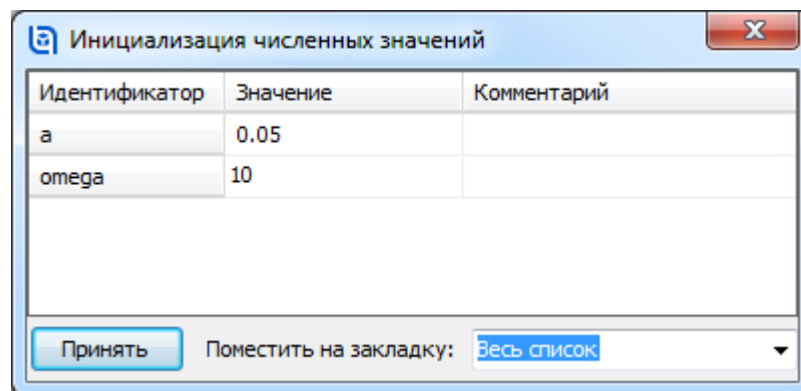 Инициализация численных значений
Идентификатор Значение Комментарий
a 0.05
omega 10
Принять Поместить на закладку: Весь список